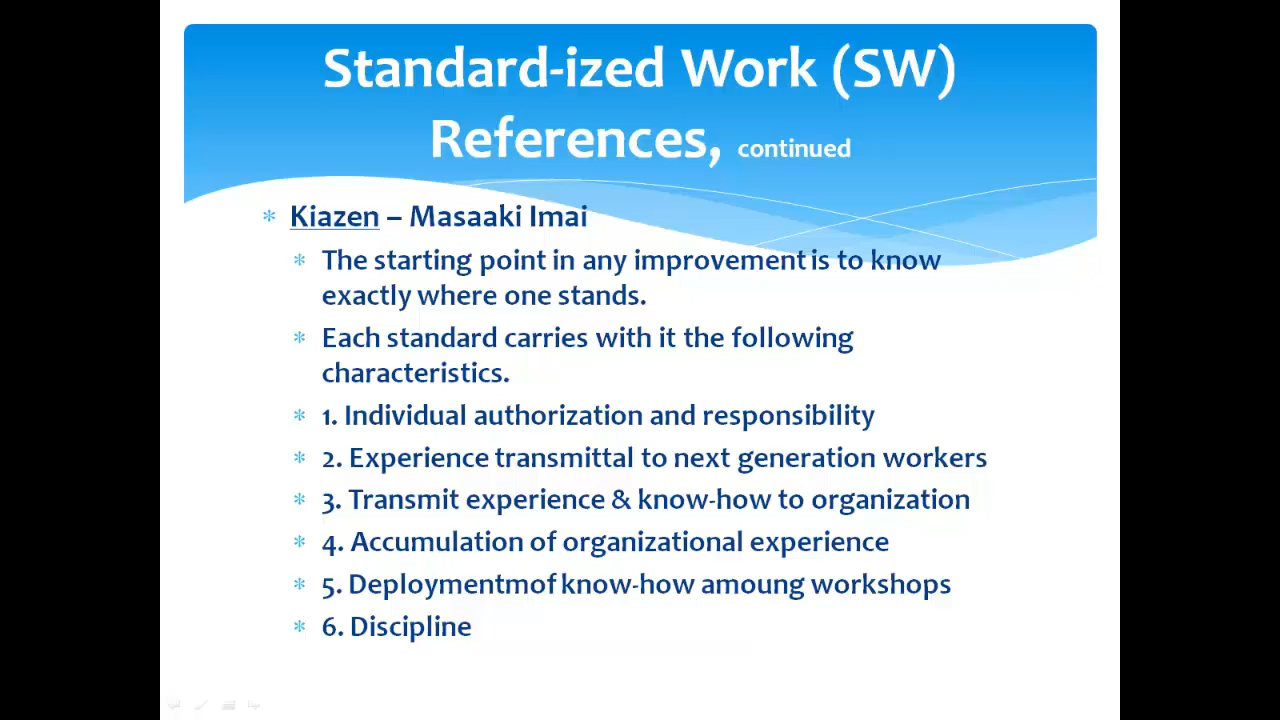 Standard-ized Work (SW)
References, continued
* Kiazen – Masaaki Imai
* The starting point in any improvement is to know
exactly where one stands.
* Each standard carries with it the following
characteristics.
* 1. Individual authorization and responsibility
* 2. Experience transmittal to next generation workers
* 3. Transmit experience & know-how to organization
* 4. Accumulation of organizational experience
* 5. Deploymentmof know-how amoung workshops
* 6. Discipline